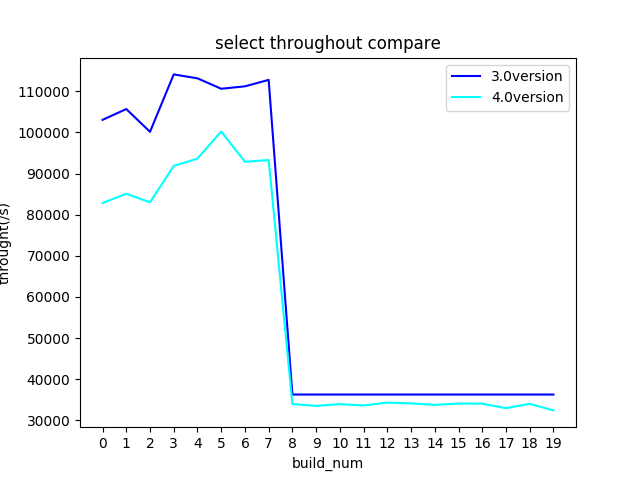 select throughout compare
3.0version
4.0version
throught(/s)
110000
100000
90000
80000
70000
60000
50000
40000
30000
0 1 2 3 4 5 6 7 8 9 10 11 12 13 14 15 16 17 18 19
build_num